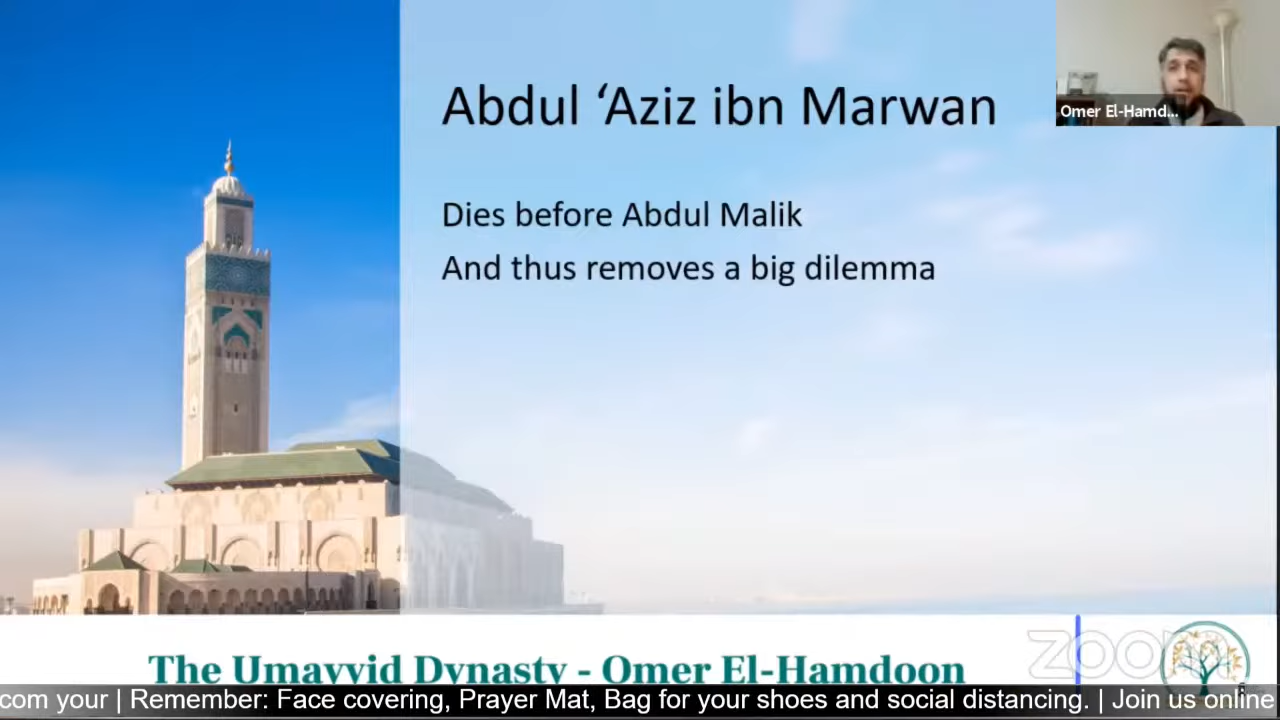 Abdul ‘Aziz ibn Marwan
Omer El-Hamd...
Dies before Abdul Malik
And thus removes a big dilemma
zoom
The Umayyid Dynasty - Omer El-Hamdoon
com your | Remember: Face covering, Prayer Mat, Bag for your shoes and social distancing. | Join us online